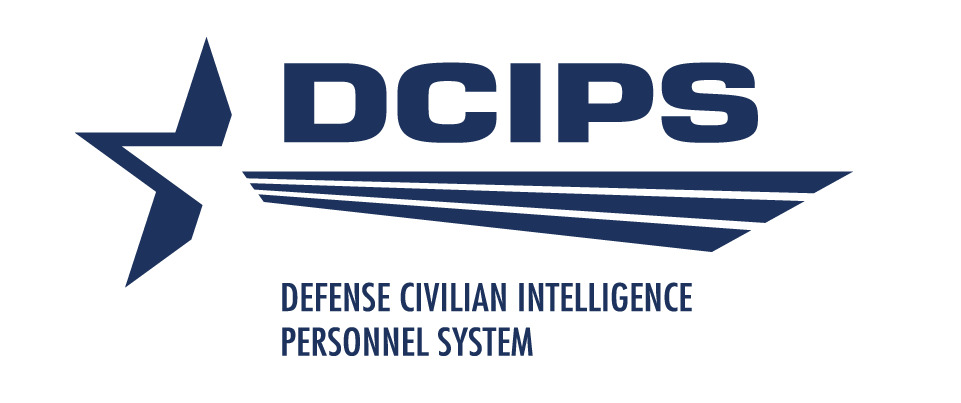 DCIPS
DEFENSE CIVILIAN INTELLIGENCE
PERSONNEL SYSTEM